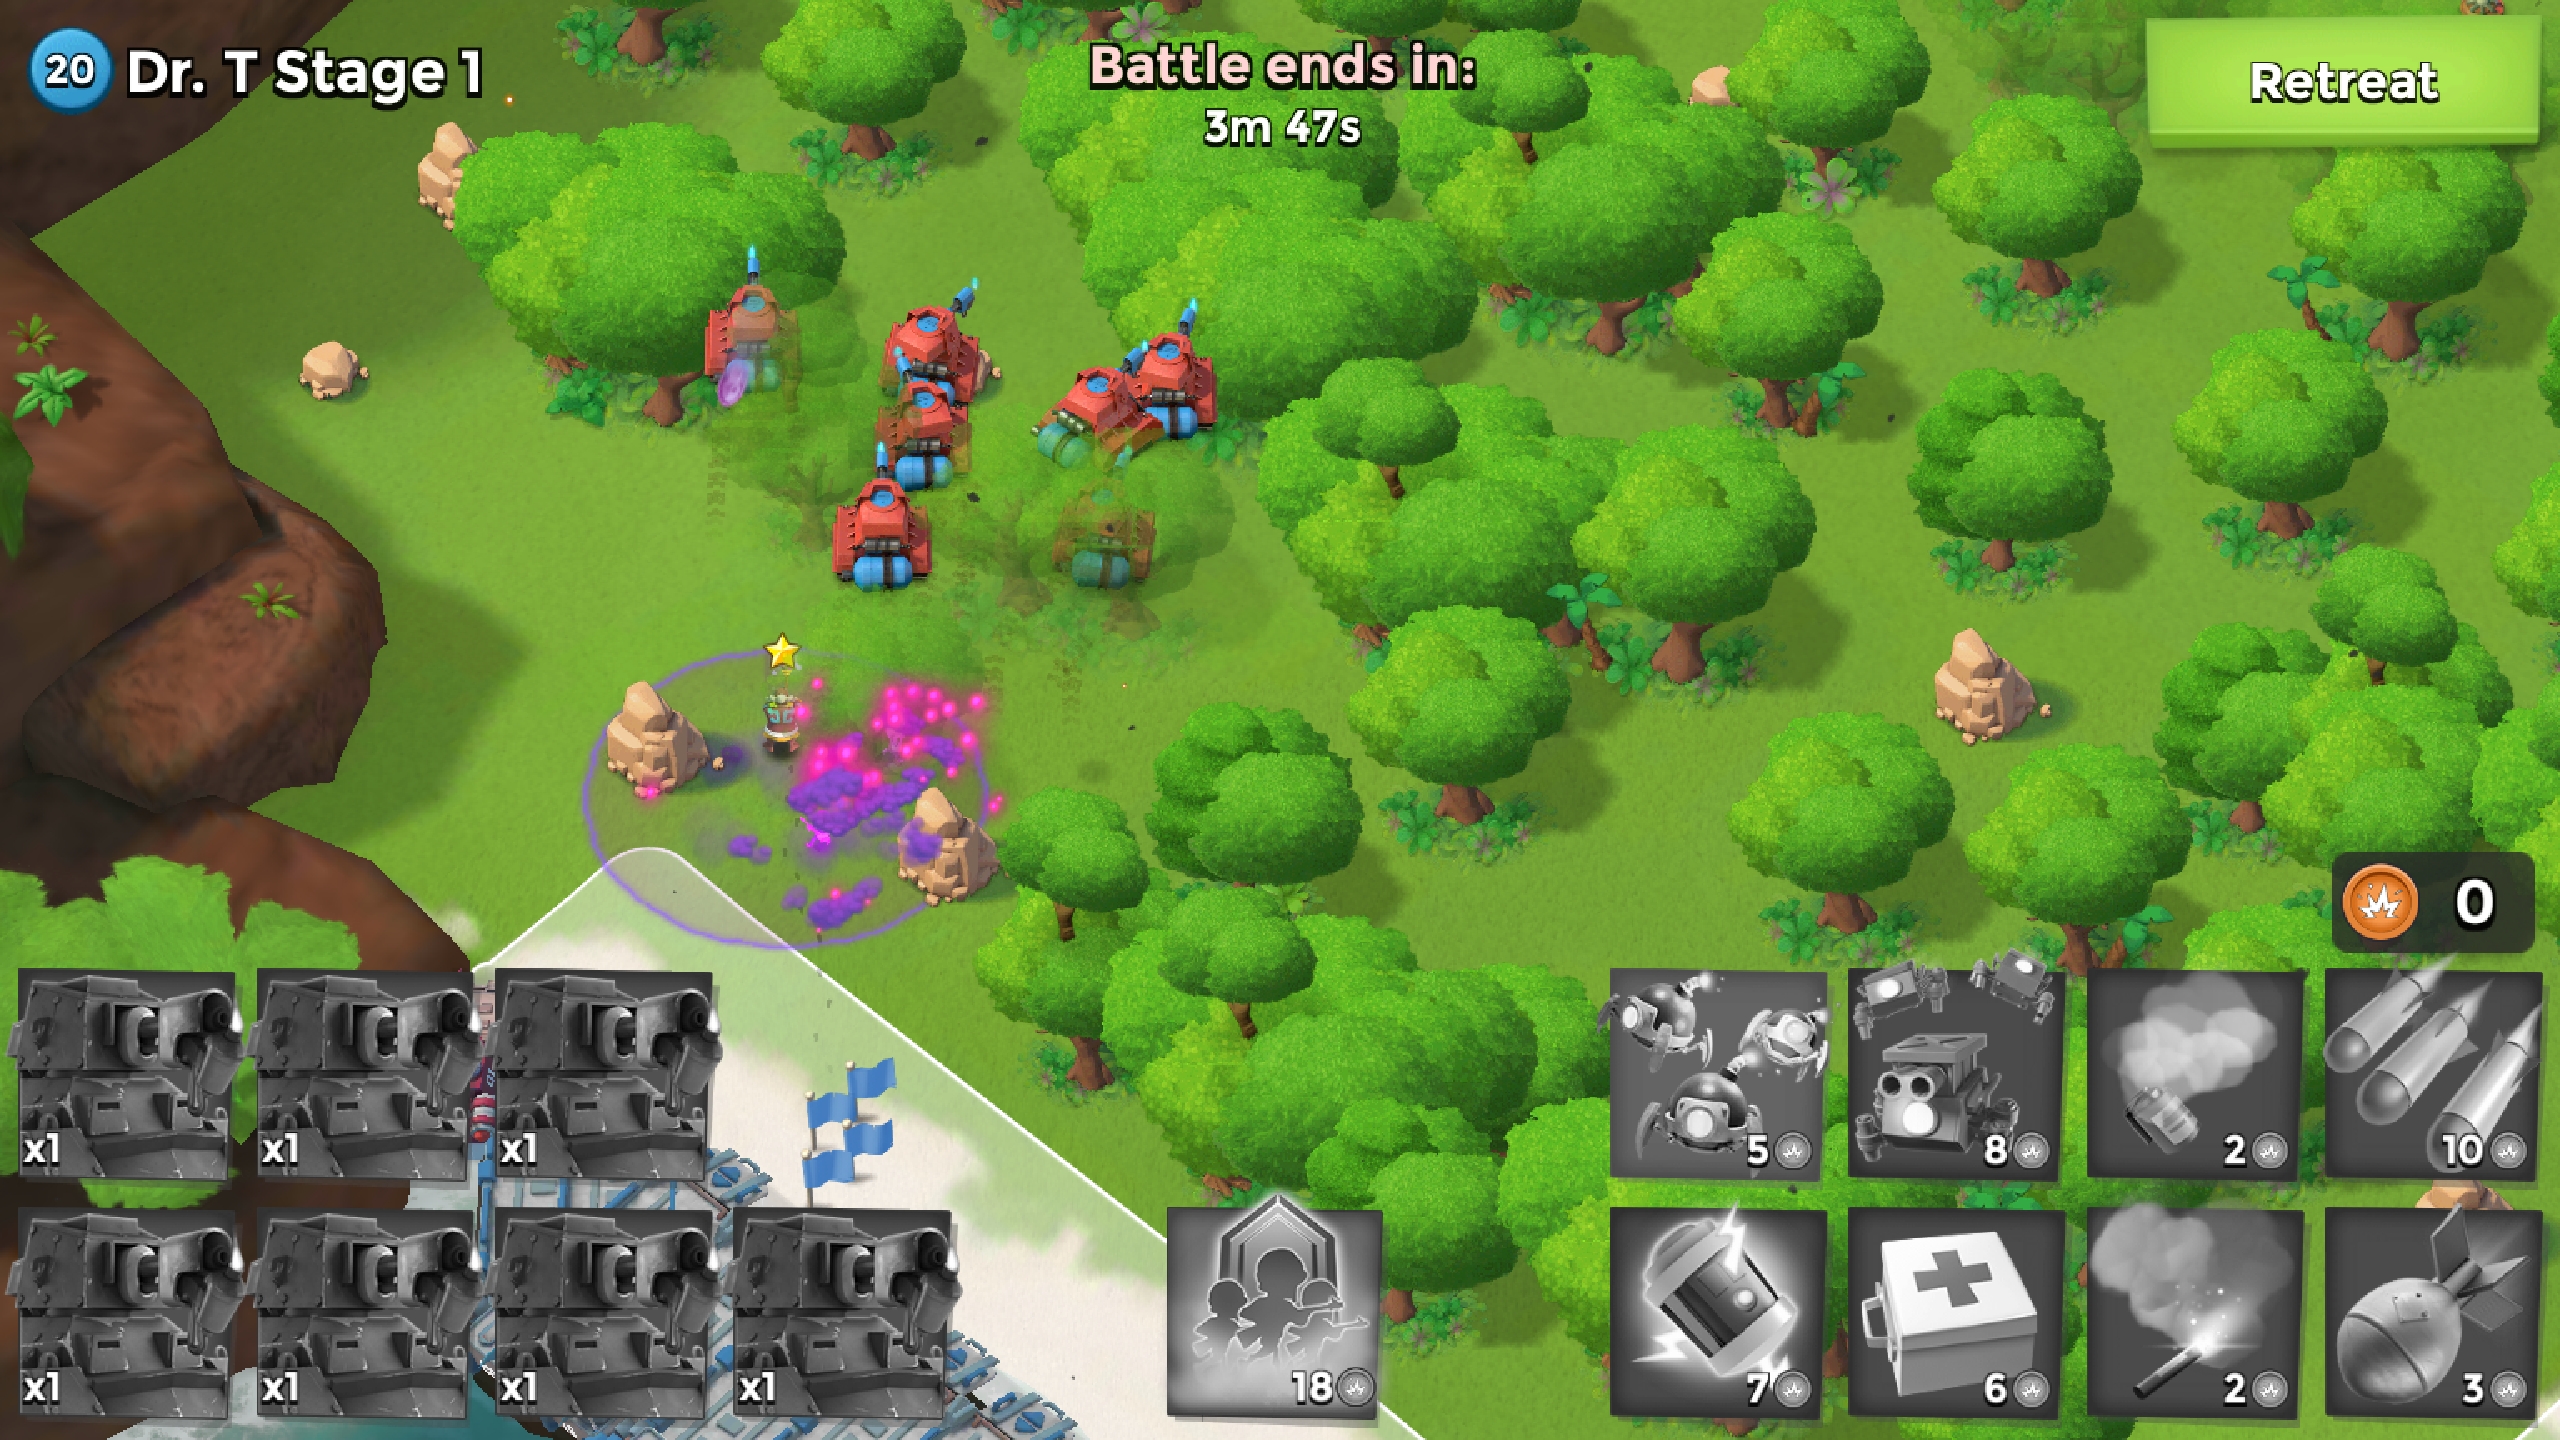 20 Dr. T Stage 1
Battle ends in:
3m 47s
Retreat
0
x1 x1 x1
5 8 2 10
x1 x1 x1 x1
18
7 6 2 3